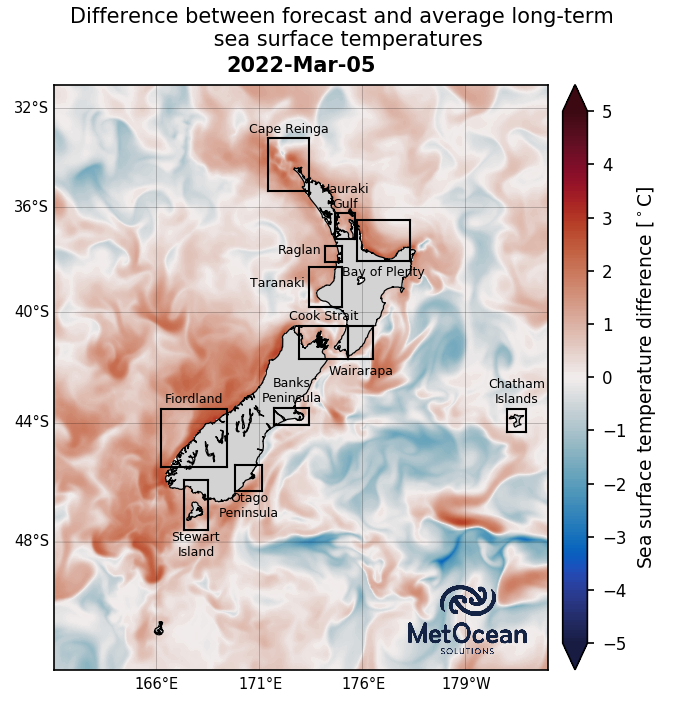 Difference between forecast and average long-term
sea surface temperatures
2022-Mar-05
32°S
36°S
40°S
44°S
48°S
166°E
171°E
176°E
179°W
Cape Reinga
Hauraki
Gulf
Raglan
Bay of Plenty
Taranaki
Cook Strait
Wairarapa
Banks
Peninsula
Chatham
Islands
Fiordland
Otago
Peninsula
Stewart
Island
MetOcean
SOLUTIONS
5
4
3
2
1
0
−1
−2
−3
−4
−5
Sea surface temperature difference [°C]